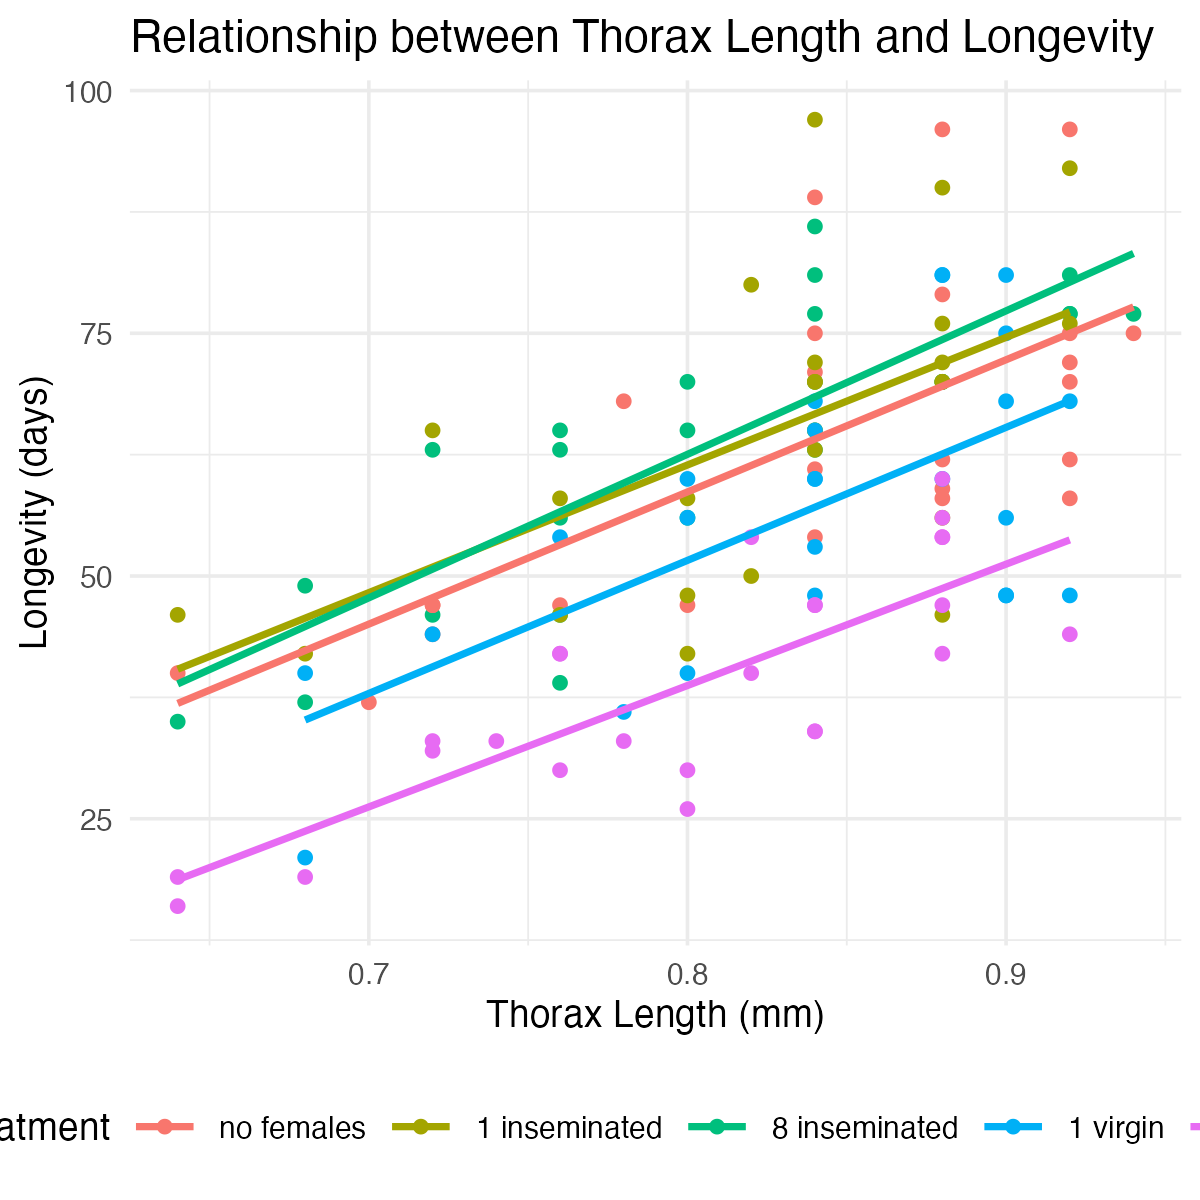 Relationship between Thorax Length and Longevity
100
75
50
25
Longevity (days)
0.7 0.8 0.9
Thorax Length (mm)
atment no females 1 inseminated 8 inseminated 1 virgin